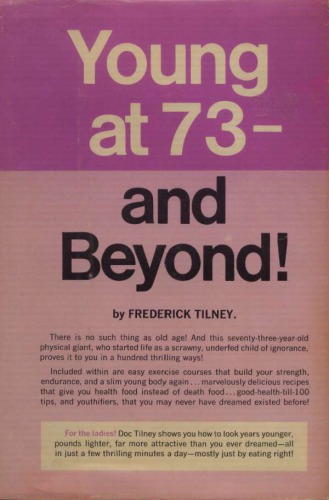 Young
at 73–
and
Beyond!
by FREDERICK TILNEY.
There is no such thing as old age! And this seventy-three-year-old
physical giant, who started life as a scrawny, underfed child of ignorance,
proves it to you in a hundred thrilling ways!
Included within are easy exercise courses that build your strength,
endurance, and a slim young body again . . . marvelously delicious recipes
that give you health food instead of death food . . . good-health-till-100
tips, and youthifiers, that you may never have dreamed existed before!
For the ladies! Doc Tilney shows you how to look years younger,
pounds lighter, far more attractive than you ever dreamed—all
in just a few thrilling minutes a day—mostly just by eating right!